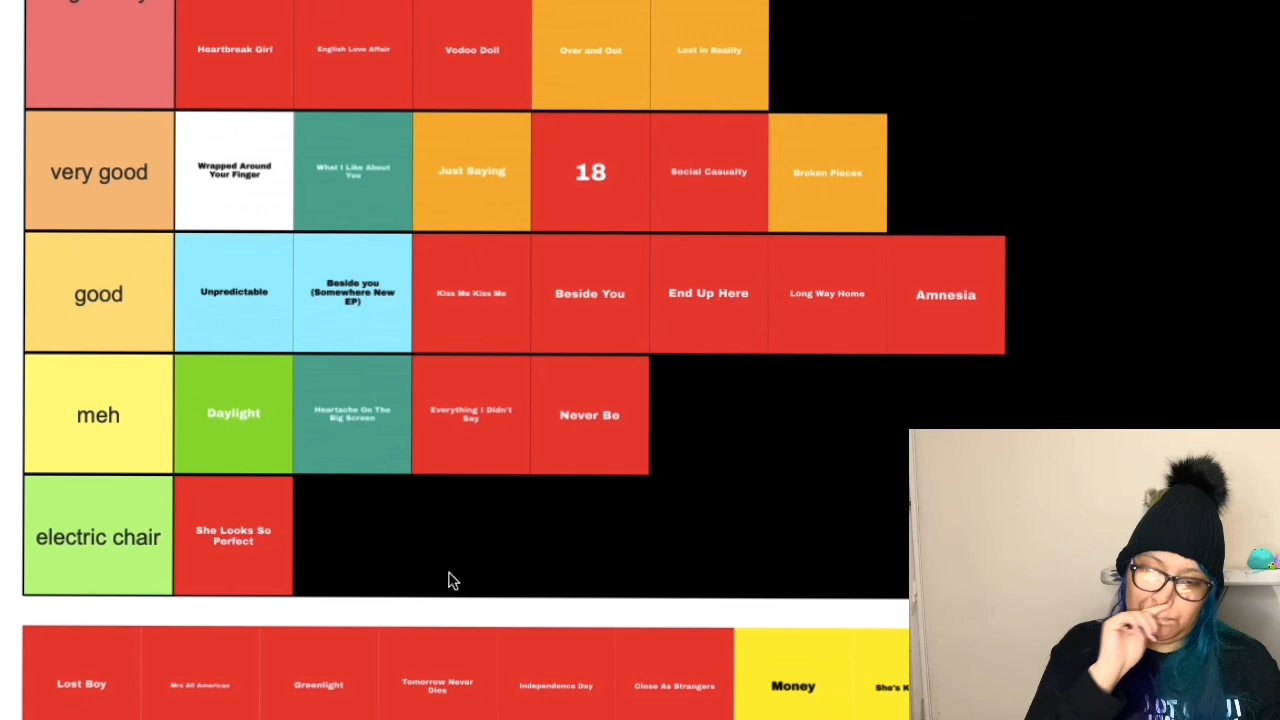 Heartbreak Girl
English Love Affair
Vodoo Doll
Over and Out
Lost in Reality
very good
Wrapped Around
Your Finger
What I Like About
You
Just Saying
18
Social Casualty
Broken Pieces
good
Unpredictable
Beside you
(Somewhere New
EP)
Kiss Me Kiss Me
Beside You
End Up Here
Long Way Home
Amnesia
meh
Daylight
Heartache On The
Big Screen
Everything I Didn't
Say
Never Be
electric chair
She Looks So
Perfect
Lost Boy
Mrs All American
Greenlight
Tomorrow Never
Dies
Independence Day
Close As Strangers
Money
She's K